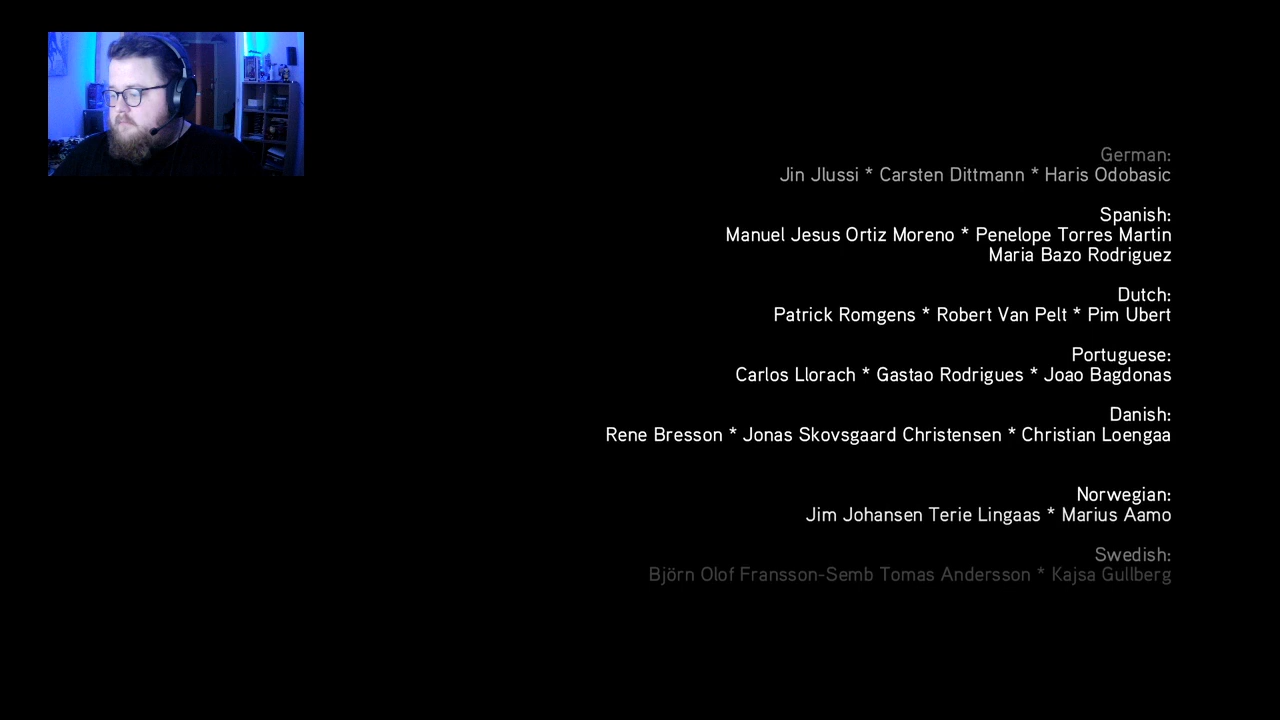 German:
Jin Jlussi * Carsten Dittmann * Haris Odobasic
Spanish:
Manuel Jesus Ortiz Moreno * Penelope Torres Martin
Maria Bazo Rodriguez
Dutch:
Patrick Romgens * Robert Van Pelt * Pim Ubert
Portuguese:
Carlos Llorach * Gastao Rodrigues * Joao Bagdonas
Danish:
Rene Bresson * Jonas Skovsgaard Christensen * Christian Loengaa
Norwegian:
Jim Johansen Terie Lingaas * Marius Aamo
Swedish:
Björn Olof Fransson-Semb Tomas Andersson * Kajsa Gullberg